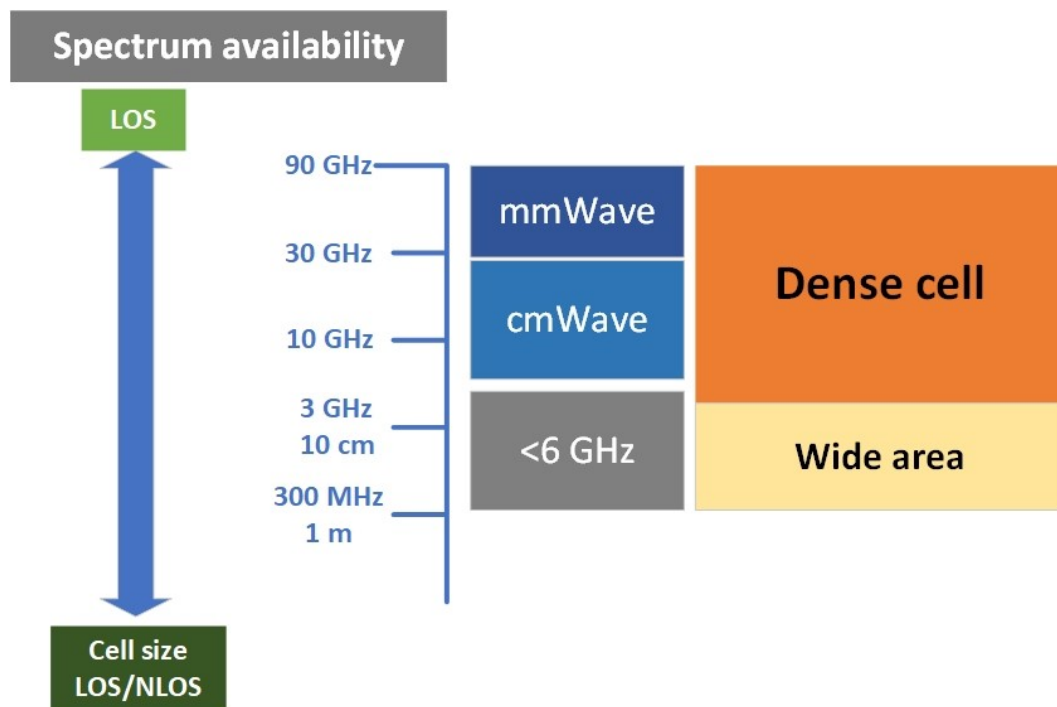 Spectrum availability
LOS
90 GHz
30 GHz
10 GHz
3 GHz
10 cm
300 MHz
1 m
mmWave
cmWave
<6 GHz
Dense cell
Wide area
Cell size
LOS/NLOS